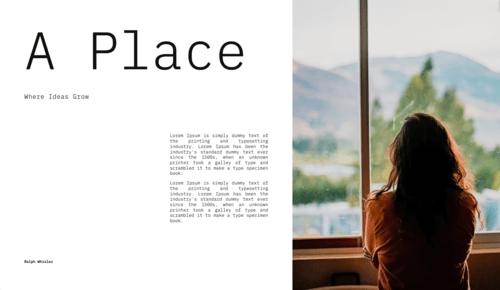 A Place
Where Ideas Grow
Lorem Ipsum is simply dummy text of
the printing and typesetting
industry. Lorem Ipsum has been the
industry's standard dummy text ever
since the 1500s, when an unknown
printer took a galley of type and
scrambled it to make a type specimen
book.
Lorem Ipsum is simply dummy text of
the printing and typesetting
industry. Lorem Ipsum has been the
industry's standard dummy text ever
since the 1500s, when an unknown
printer took a galley of type and
scrambled it to make a type specimen
book.
Ralph Whisler